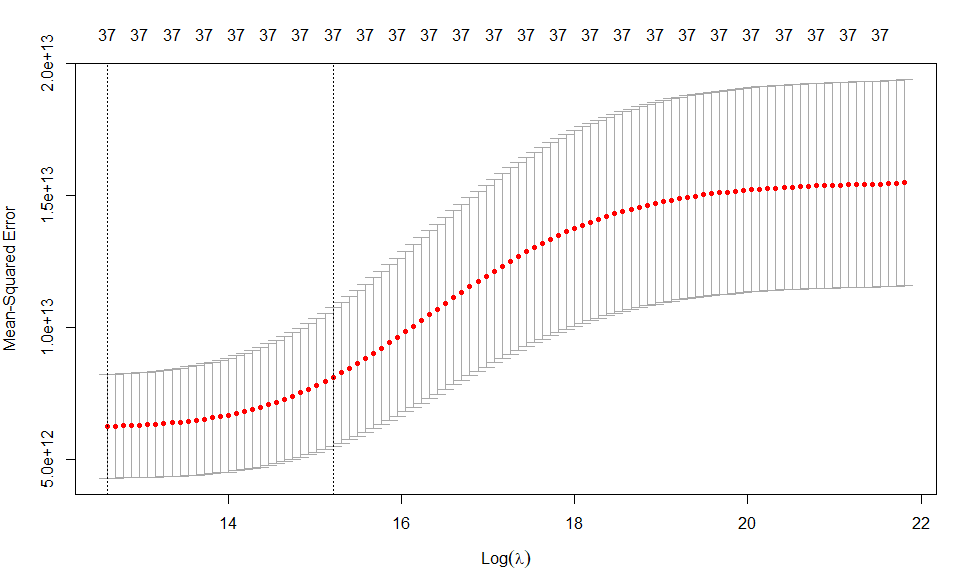 37 37 37 37 37 37 37 37 37 37 37 37 37 37 37 37 37 37 37 37 37 37 37 37 37
2.0e+13
1.5e+13
1.0e+13
5.0e+12
Mean-Squared Error
14 16 18 20 22
Log(λ)